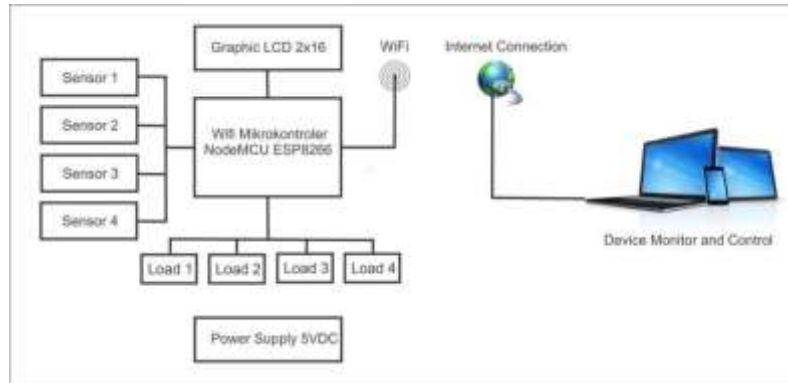 Graphic LCD 2x16
WiFi
Internet Connection
Sensor 1
Sensor 2
Sensor 3
Sensor 4
Wifi Mikrokontroler
NodeMCU ESP8266
Load 1
Load 2
Load 3
Load 4
Device Monitor and Control
Power Supply 5VDC